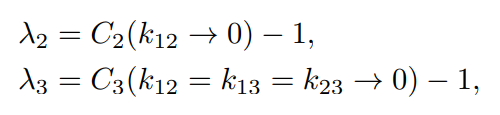 λ₂ = C₂(k₁₂ → 0) − 1,
λ₃ = C₃(k₁₂ = k₁₃ = k₂₃ → 0) − 1,